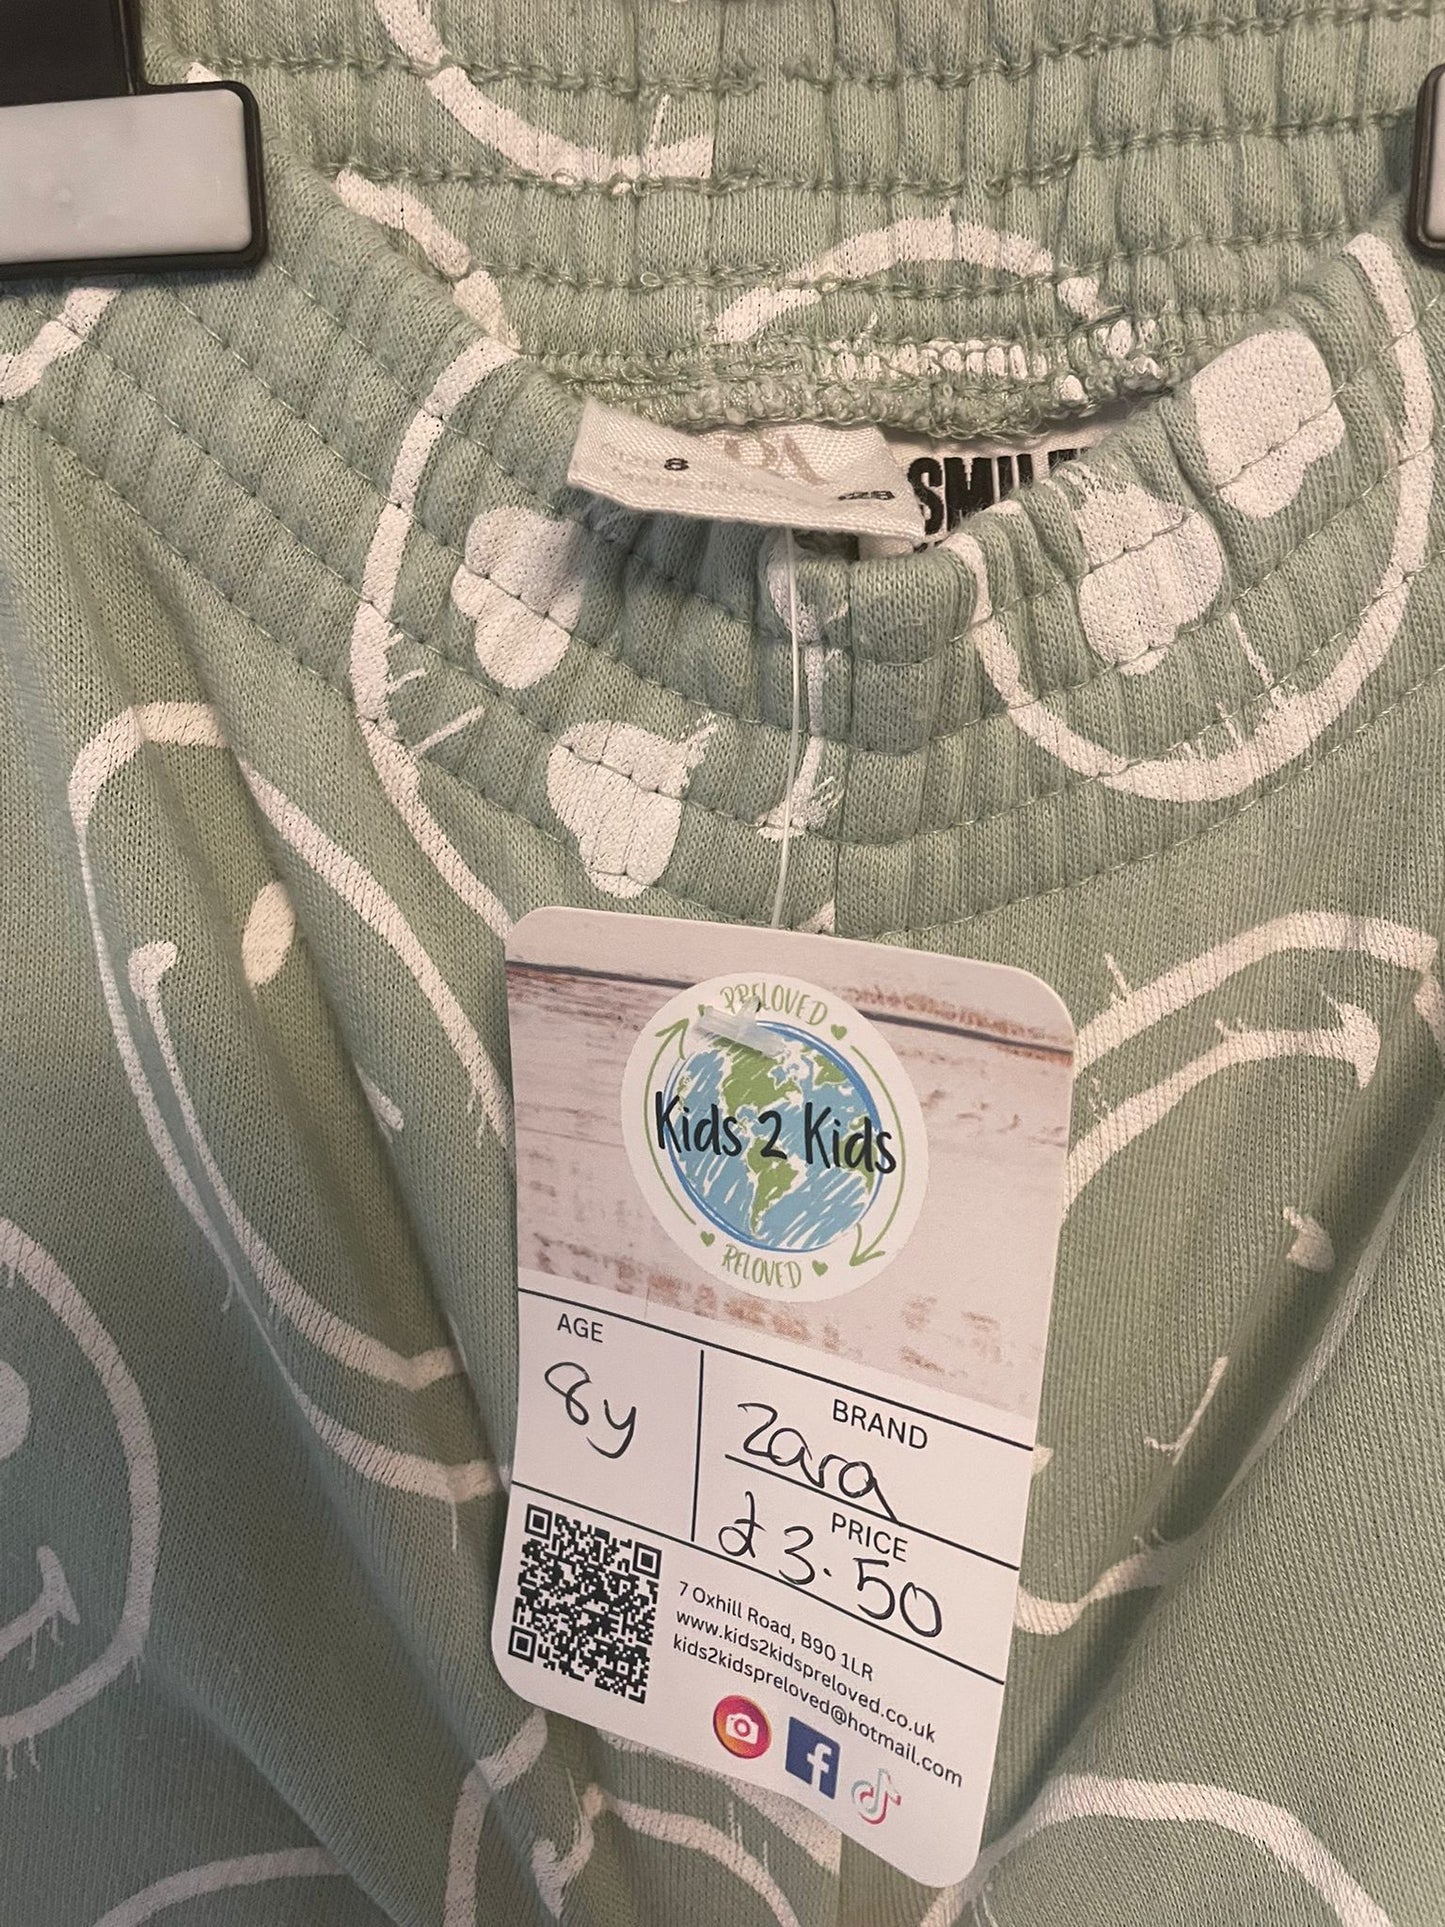 8
128
SMIL
PRELOVED
Kids 2 Kids
RELOVED
AGE
8y
BRAND
Zara
PRICE
£3.50
7 Oxhill Road, B90 1LR
www.kids2kidspreloved.co.uk
kids2kidspreloved@hotmail.com